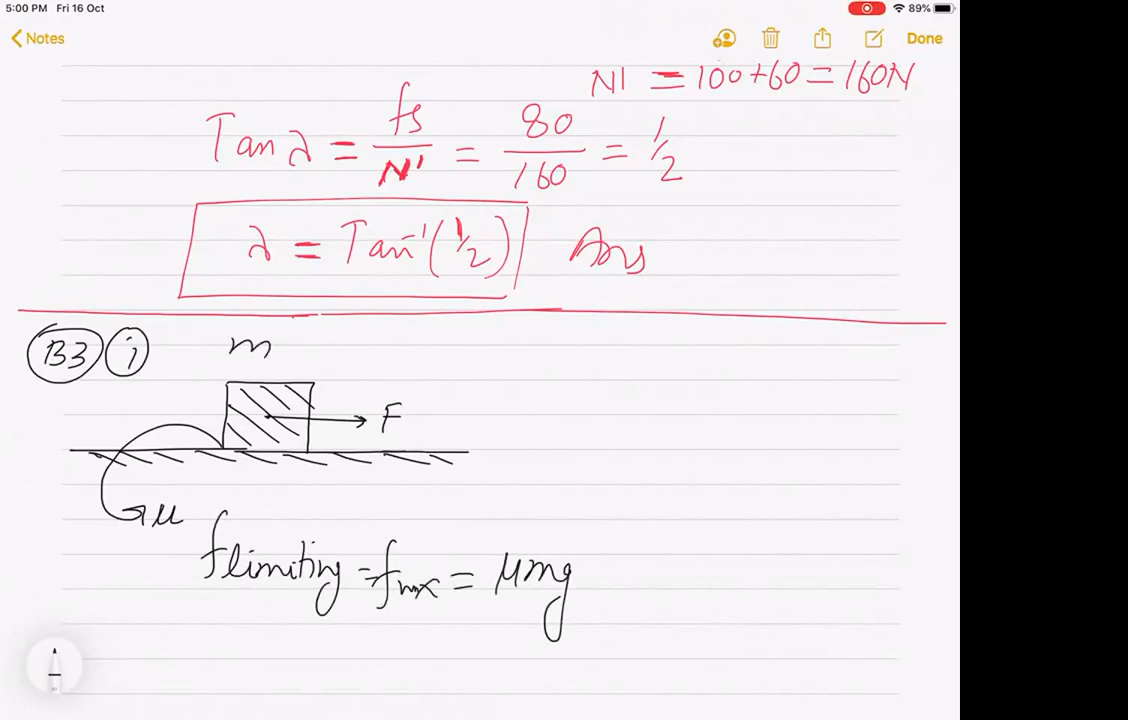 5:00 PM Fri 16 Oct
89%
Notes
Done
N1 = 100+60 = 160N
Tan λ = fs/N' = 80/160 = 1/2
λ = Tan⁻¹(1/2) Ans
B3 i m
F
μ
flimiting = fmax = μmg